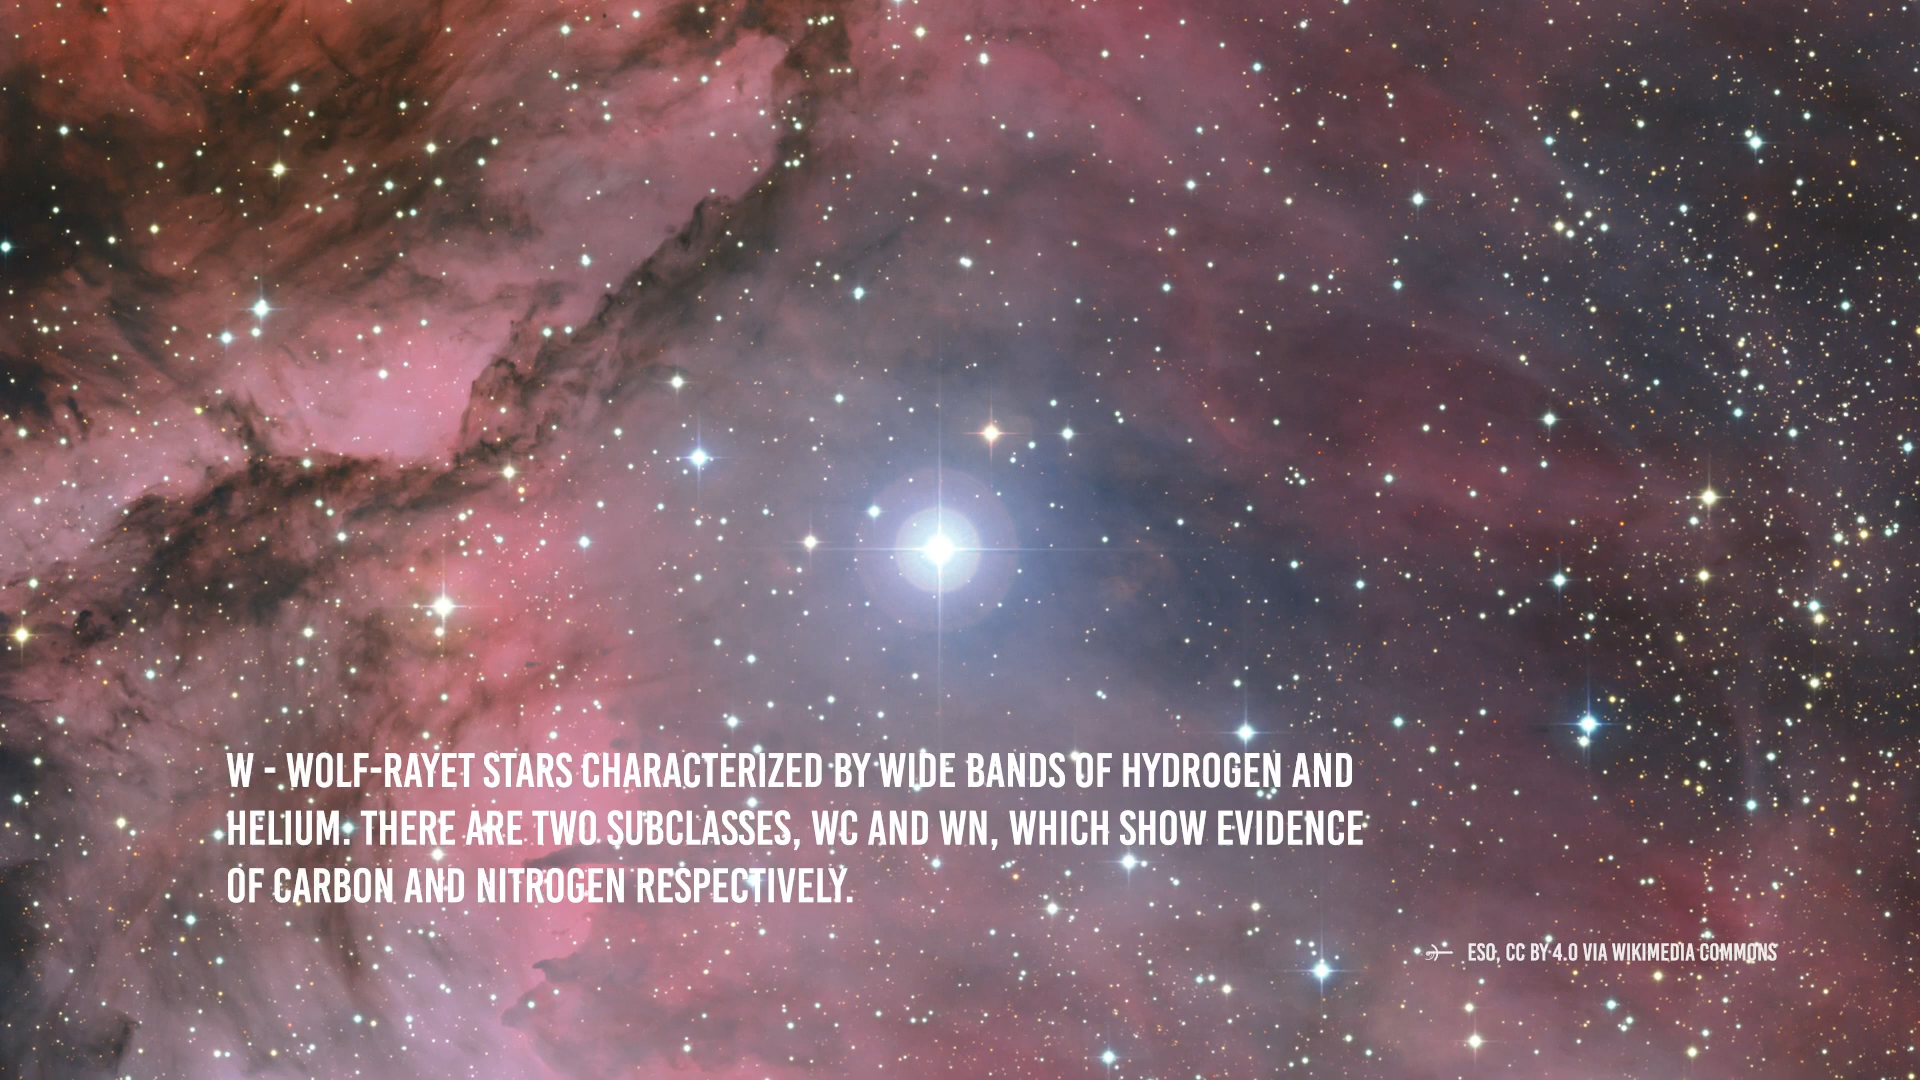 W - WOLF-RAYET STARS CHARACTERIZED BY WIDE BANDS OF HYDROGEN AND
HELIUM. THERE ARE TWO SUBCLASSES, WC AND WN, WHICH SHOW EVIDENCE
OF CARBON AND NITROGEN RESPECTIVELY.
ESO, CC BY 4.0 VIA WIKIMEDIA COMMONS